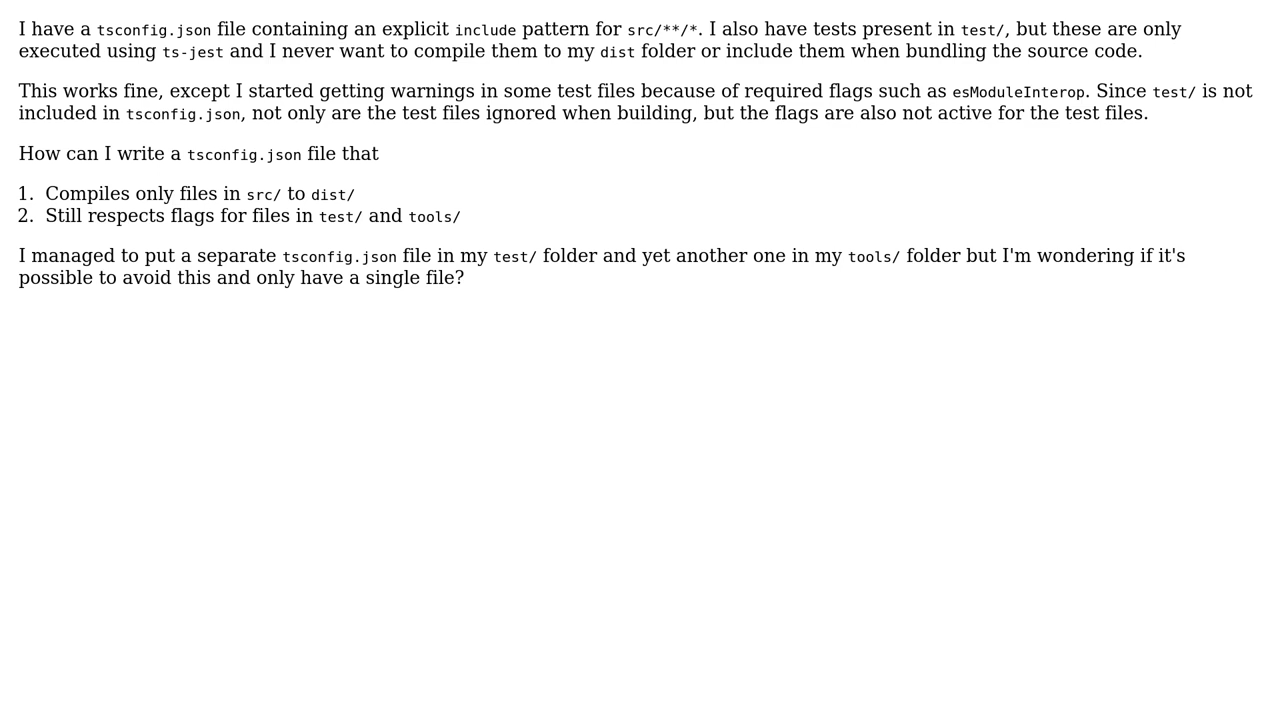 I have a tsconfig.json file containing an explicit include pattern for src/**/*. I also have tests present in test/, but these are only
executed using ts-jest and I never want to compile them to my dist folder or include them when bundling the source code.
This works fine, except I started getting warnings in some test files because of required flags such as esModuleInterop. Since test/ is not
included in tsconfig.json, not only are the test files ignored when building, but the flags are also not active for the test files.
How can I write a tsconfig.json file that
1. Compiles only files in src/ to dist/
2. Still respects flags for files in test/ and tools/
I managed to put a separate tsconfig.json file in my test/ folder and yet another one in my tools/ folder but I'm wondering if it's
possible to avoid this and only have a single file?